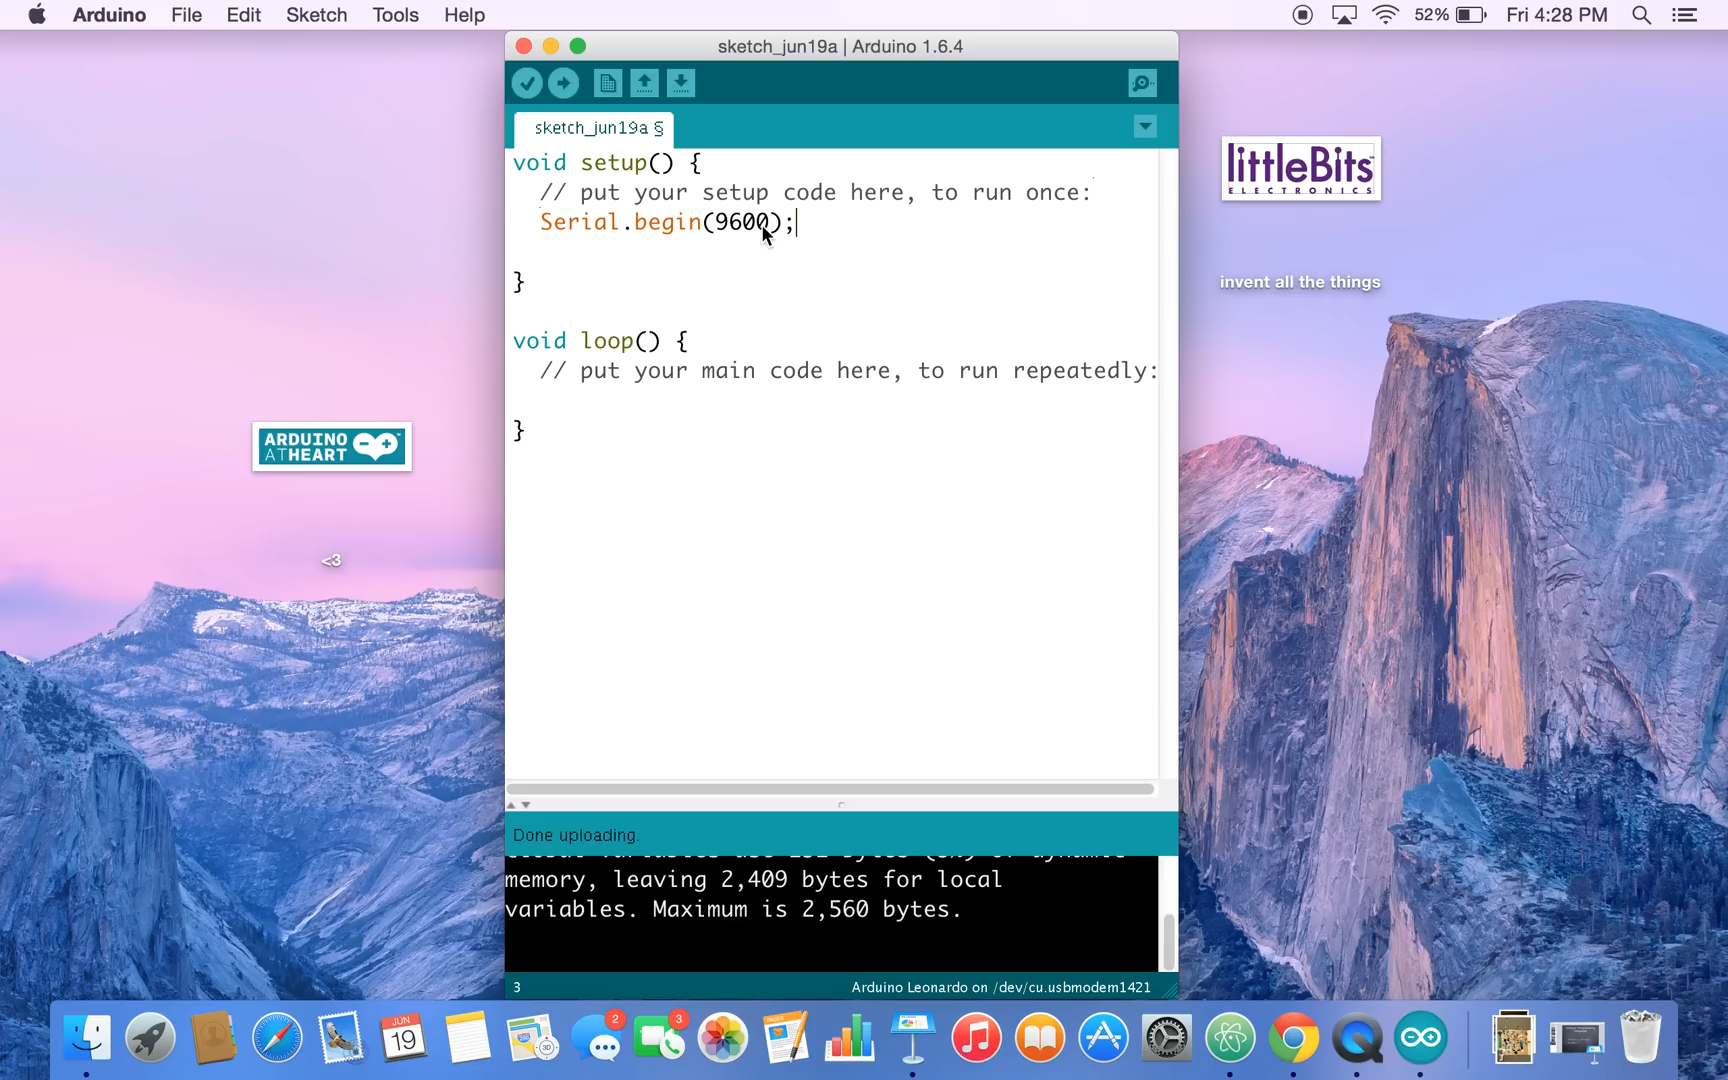 Arduino File Edit Sketch Tools Help
52% Fri 4:28 PM
sketch_jun19a | Arduino 1.6.4
sketch_jun19a §
void setup() {
// put your setup code here, to run once:
Serial.begin(9600);
}
void loop() {
// put your main code here, to run repeatedly:
}
littleBits
ELECTRONICS
invent all the things
ARDUINO
AT HEART
<3
Done uploading.
memory, leaving 2,409 bytes for local
variables. Maximum is 2,560 bytes.
3 Arduino Leonardo on /dev/cu.usbmodem1421
JUN
19
2
3
3D